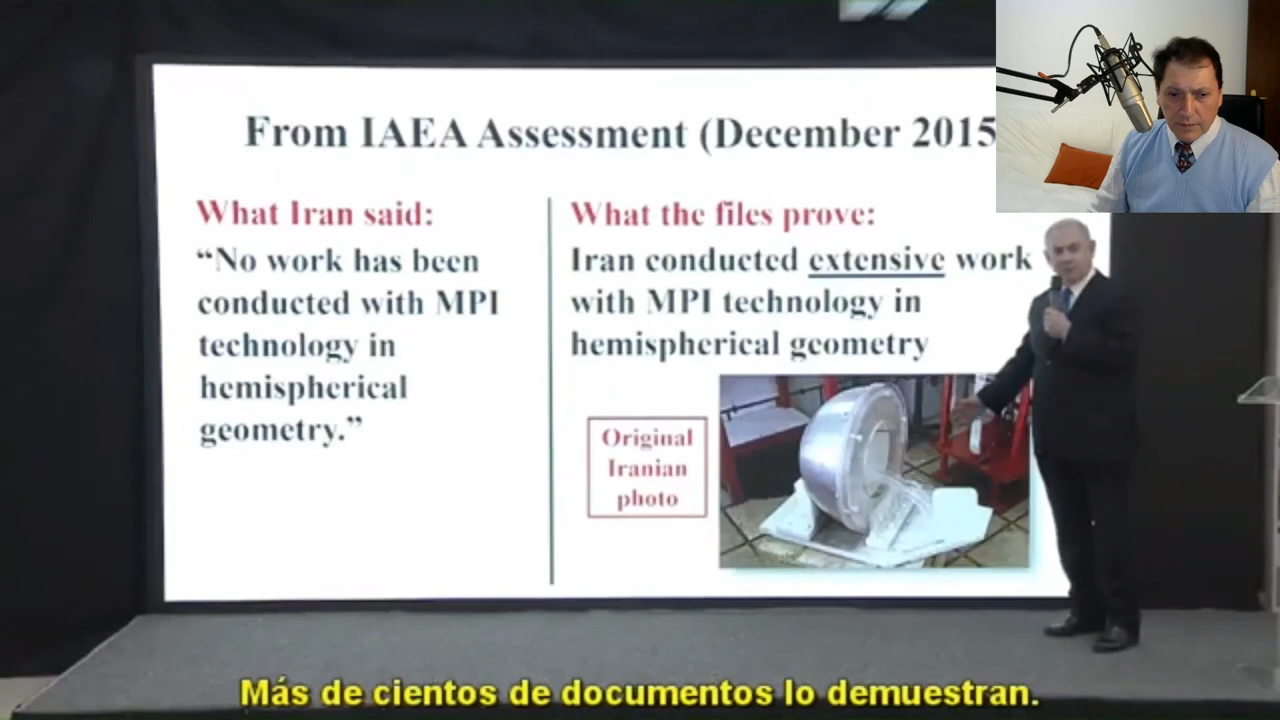 From IAEA Assessment (December 2015
What Iran said:
“No work has been
conducted with MPI
technology in
hemispherical
geometry.”
What the files prove:
Iran conducted extensive work
with MPI technology in
hemispherical geometry
Original
Iranian
photo
Más de cientos de documentos lo demuestran.